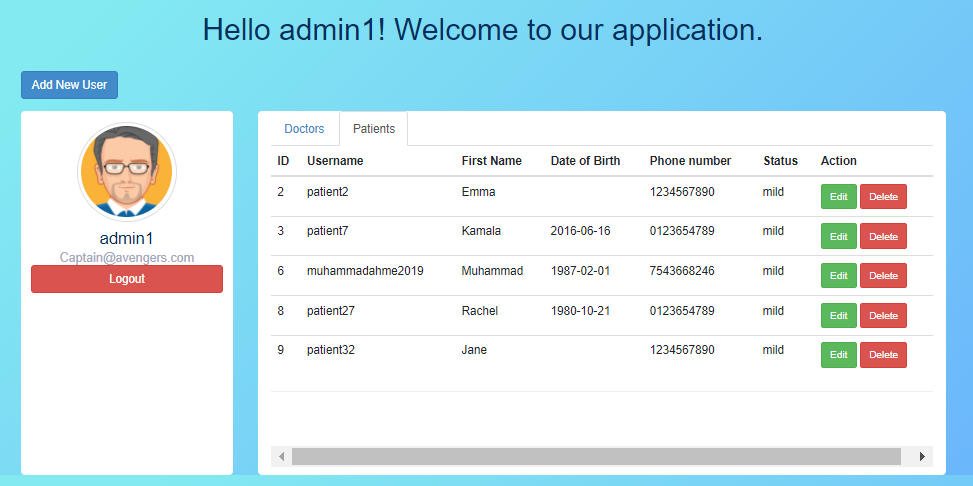 Hello admin1! Welcome to our application.
Add New User
admin1
Captain@avengers.com
Logout
Doctors Patients
ID Username First Name Date of Birth Phone number Status Action
2 patient2 Emma 1234567890 mild Edit Delete
3 patient7 Kamala 2016-06-16 0123654789 mild Edit Delete
6 muhammadahme2019 Muhammad 1987-02-01 7543668246 mild Edit Delete
8 patient27 Rachel 1980-10-21 0123654789 mild Edit Delete
9 patient32 Jane 1234567890 mild Edit Delete